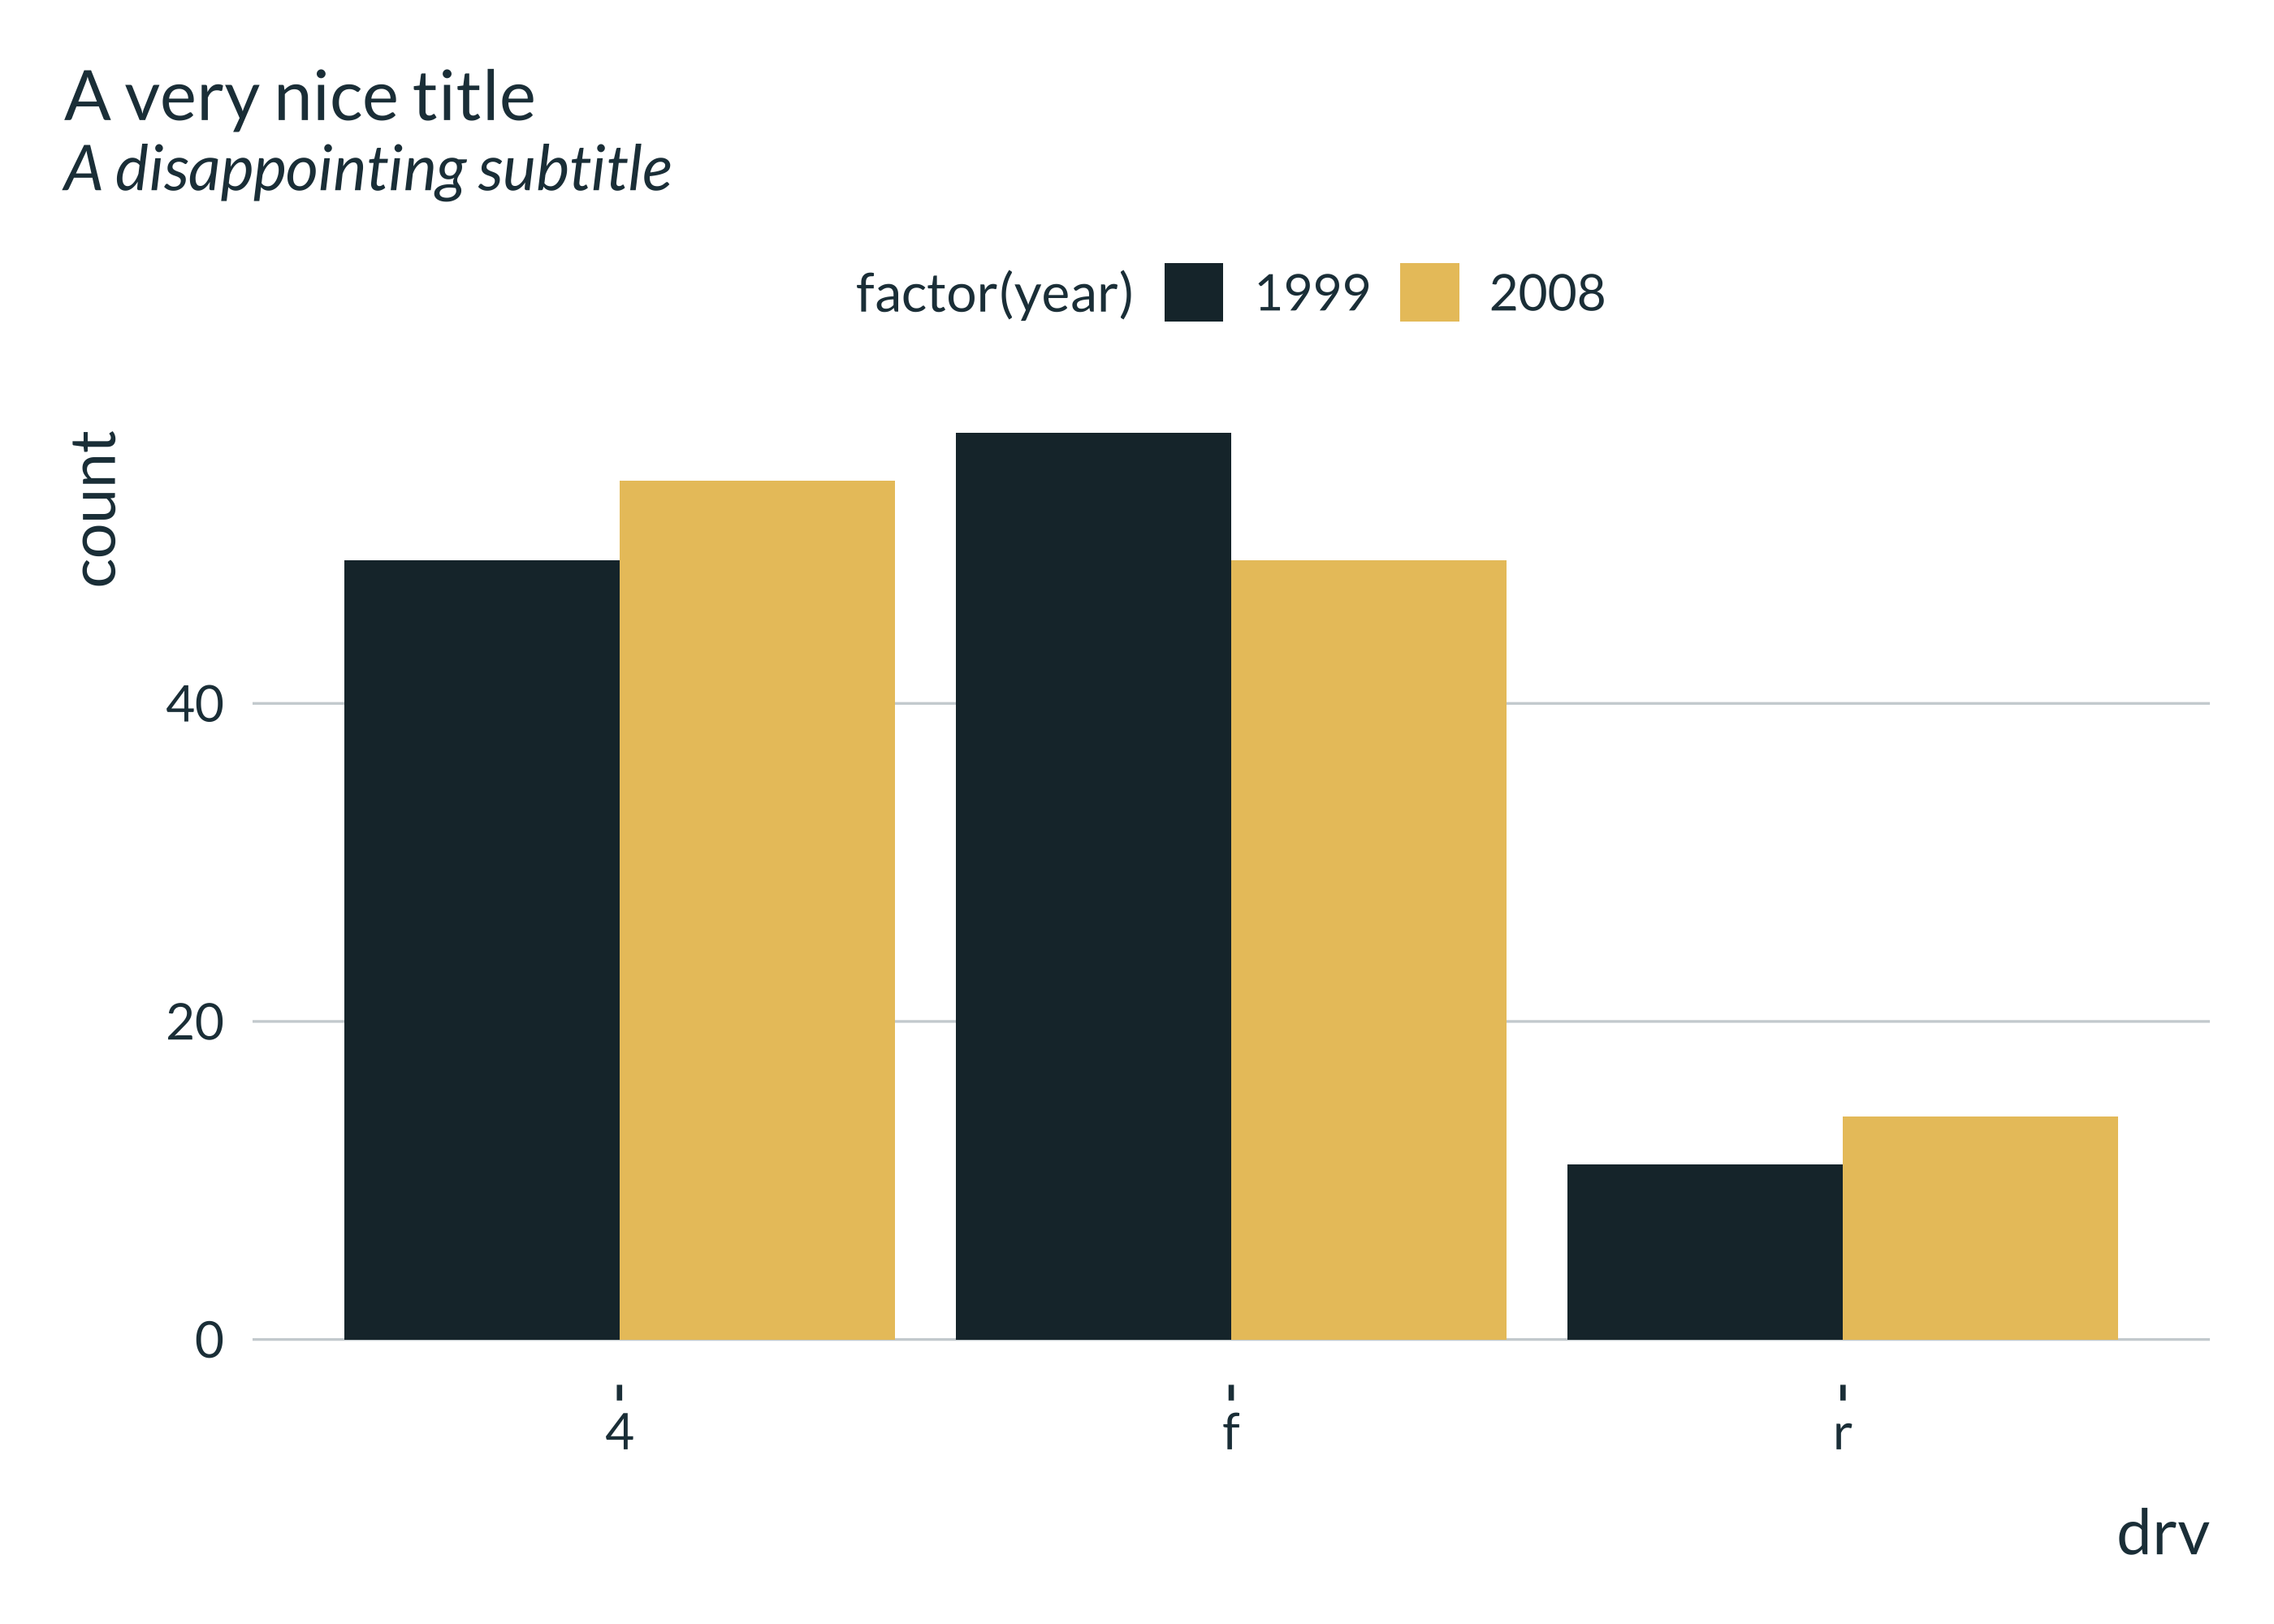 A very nice title
A disappointing subtitle
factor(year) 1999 2008
count
40
20
0
4 f r
drv